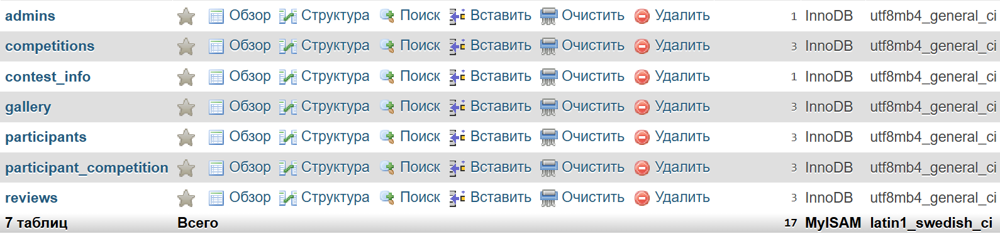 admins Обзор Структура Поиск Вставить Очистить Удалить 1 InnoDB utf8mb4_general_ci
competitions Обзор Структура Поиск Вставить Очистить Удалить 3 InnoDB utf8mb4_general_ci
contest_info Обзор Структура Поиск Вставить Очистить Удалить 1 InnoDB utf8mb4_general_ci
gallery Обзор Структура Поиск Вставить Очистить Удалить 3 InnoDB utf8mb4_general_ci
participants Обзор Структура Поиск Вставить Очистить Удалить 3 InnoDB utf8mb4_general_ci
participant_competition Обзор Структура Поиск Вставить Очистить Удалить 3 InnoDB utf8mb4_general_ci
reviews Обзор Структура Поиск Вставить Очистить Удалить 3 InnoDB utf8mb4_general_ci
7 таблиц Всего 17 MyISAM latin1_swedish_ci